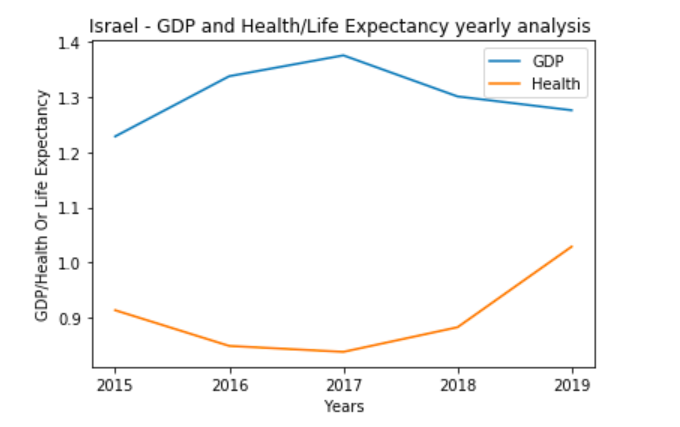 Israel - GDP and Health/Life Expectancy yearly analysis
GDP
Health
GDP/Health Or Life Expectancy
1.4
1.3
1.2
1.1
1.0
0.9
2015 2016 2017 2018 2019
Years